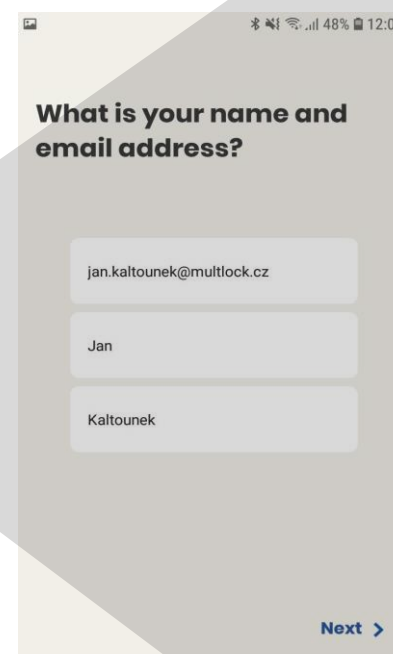 48% 12:0
What is your name and
email address?
jan.kaltounek@multlock.cz
Jan
Kaltounek
Next